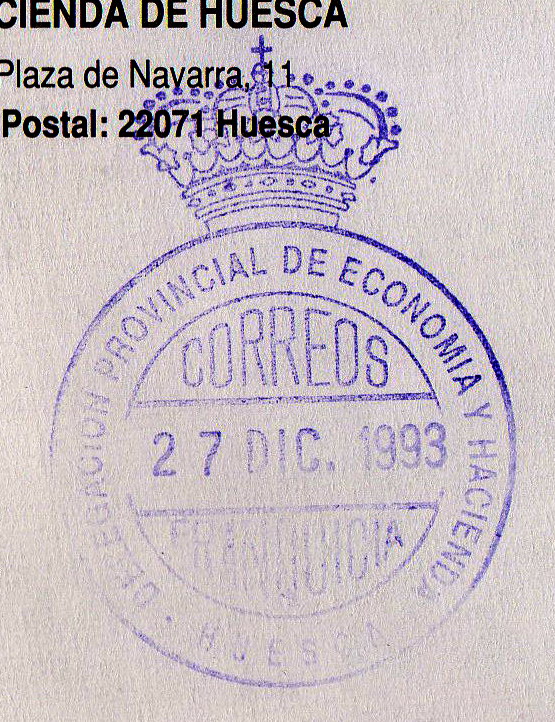 CIENDA DE HUESCA
Plaza de Navarra, 11
Postal: 22071 Huesca
DELEGACION PROVINCIAL DE ECONOMIA Y HACIENDA
CORREOS
27 DIC. 1993
FRANQUICIA
· HUESCA ·